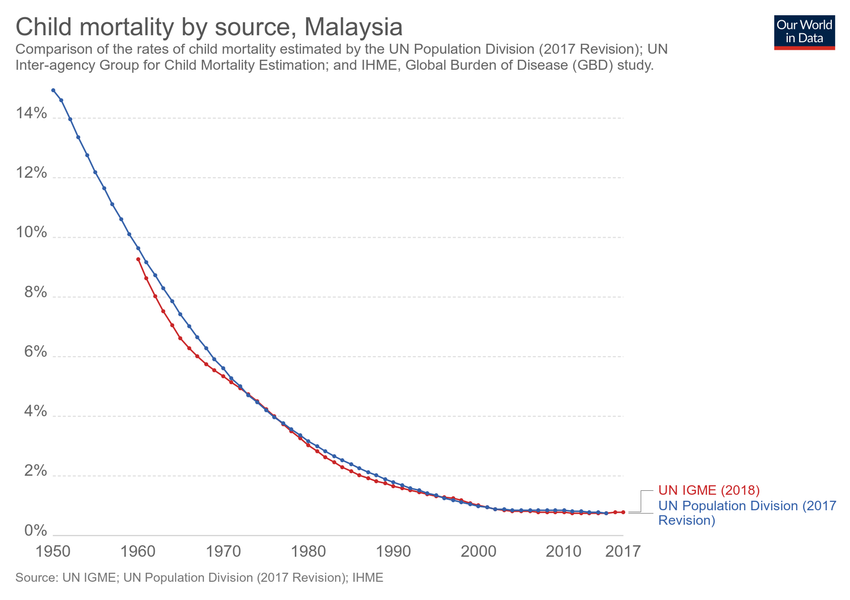 Child mortality by source, Malaysia
Our World
in Data
Comparison of the rates of child mortality estimated by the UN Population Division (2017 Revision); UN
Inter-agency Group for Child Mortality Estimation; and IHME, Global Burden of Disease (GBD) study.
14%
12%
10%
8%
6%
4%
2%
0%
UN IGME (2018)
UN Population Division (2017
Revision)
1950 1960 1970 1980 1990 2000 2010 2017
Source: UN IGME; UN Population Division (2017 Revision); IHME